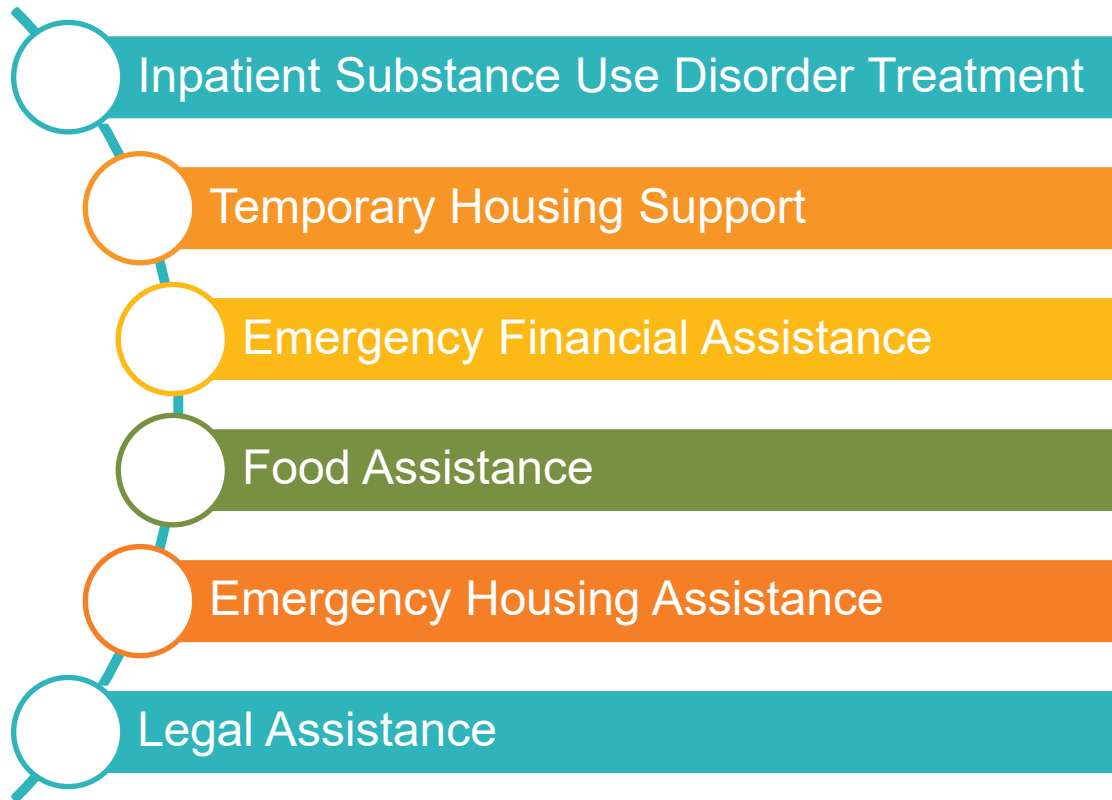 Inpatient Substance Use Disorder Treatment
Temporary Housing Support
Emergency Financial Assistance
Food Assistance
Emergency Housing Assistance
Legal Assistance